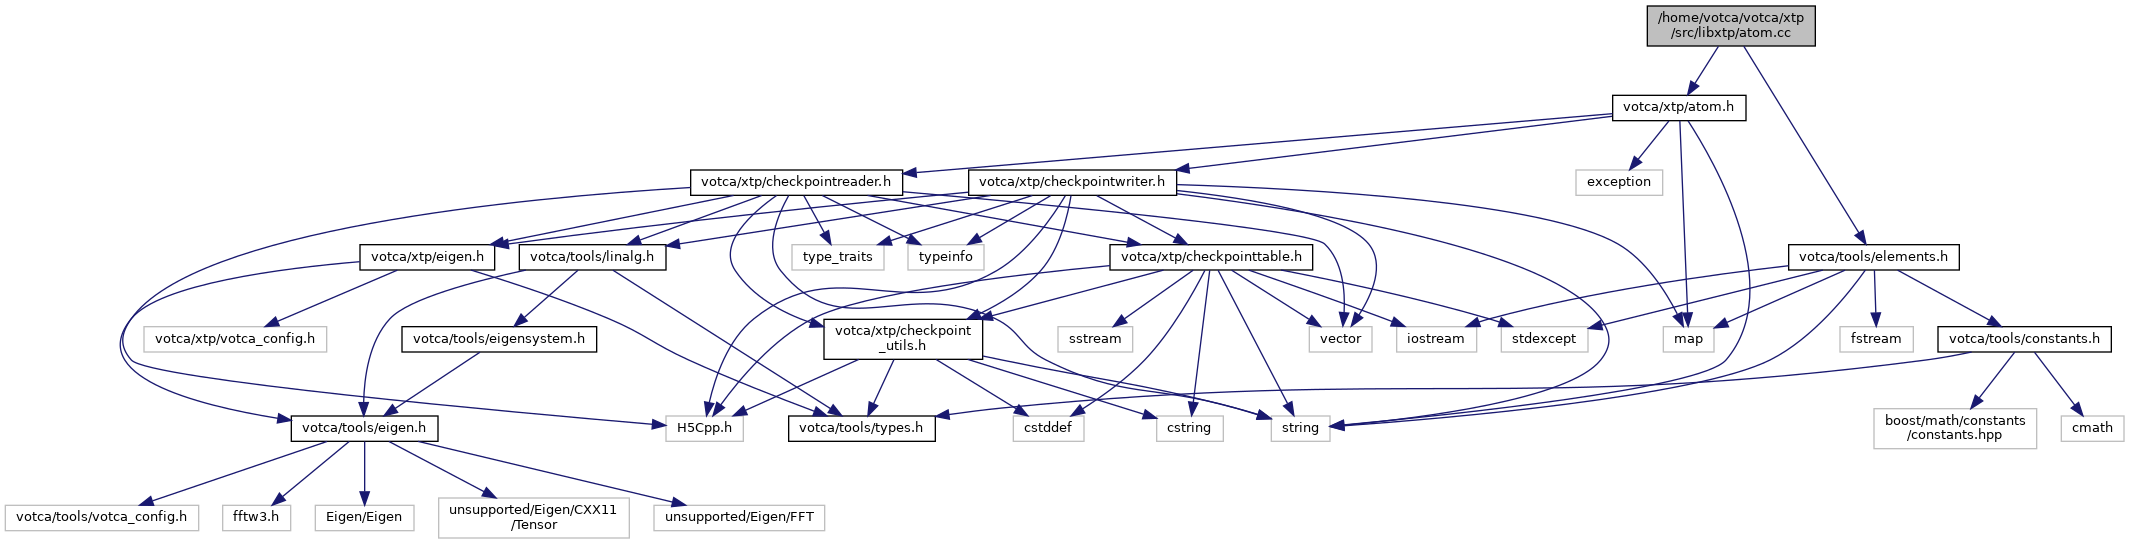 /home/votca/votca/xtp
/src/libxtp/atom.cc
votca/xtp/atom.h
votca/xtp/checkpointreader.h
votca/xtp/checkpointwriter.h
exception
votca/xtp/eigen.h
votca/tools/linalg.h
type_traits
typeinfo
votca/xtp/checkpointtable.h
votca/tools/elements.h
votca/xtp/votca_config.h
votca/tools/eigensystem.h
votca/xtp/checkpoint
_utils.h
sstream
vector
iostream
stdexcept
map
fstream
votca/tools/constants.h
votca/tools/eigen.h
H5Cpp.h
votca/tools/types.h
cstddef
cstring
string
boost/math/constants
/constants.hpp
cmath
votca/tools/votca_config.h
fftw3.h
Eigen/Eigen
unsupported/Eigen/CXX11
/Tensor
unsupported/Eigen/FFT